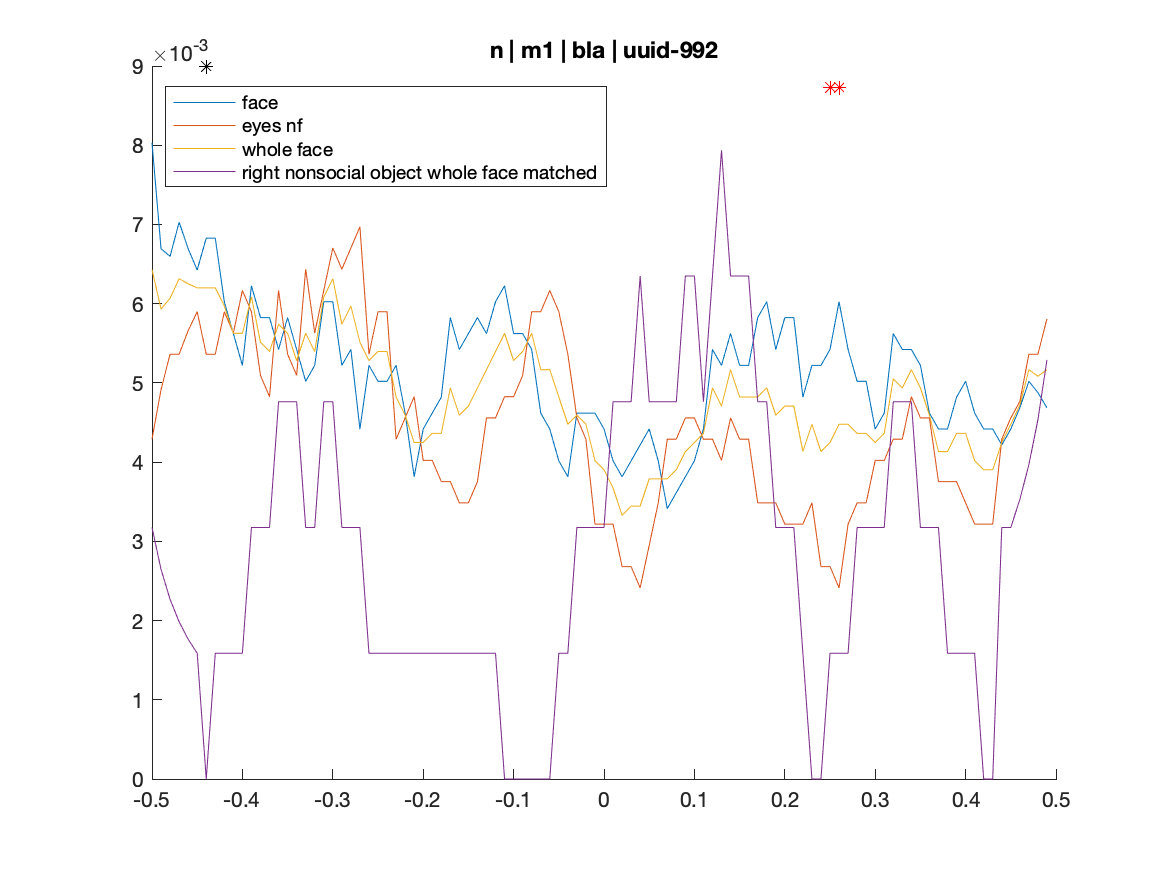 n | m1 | bla | uuid-992
×10-3
9
face
eyes nf
whole face
right nonsocial object whole face matched
8
7
6
5
4
3
2
1
0
-0.5 -0.4 -0.3 -0.2 -0.1 0 0.1 0.2 0.3 0.4 0.5